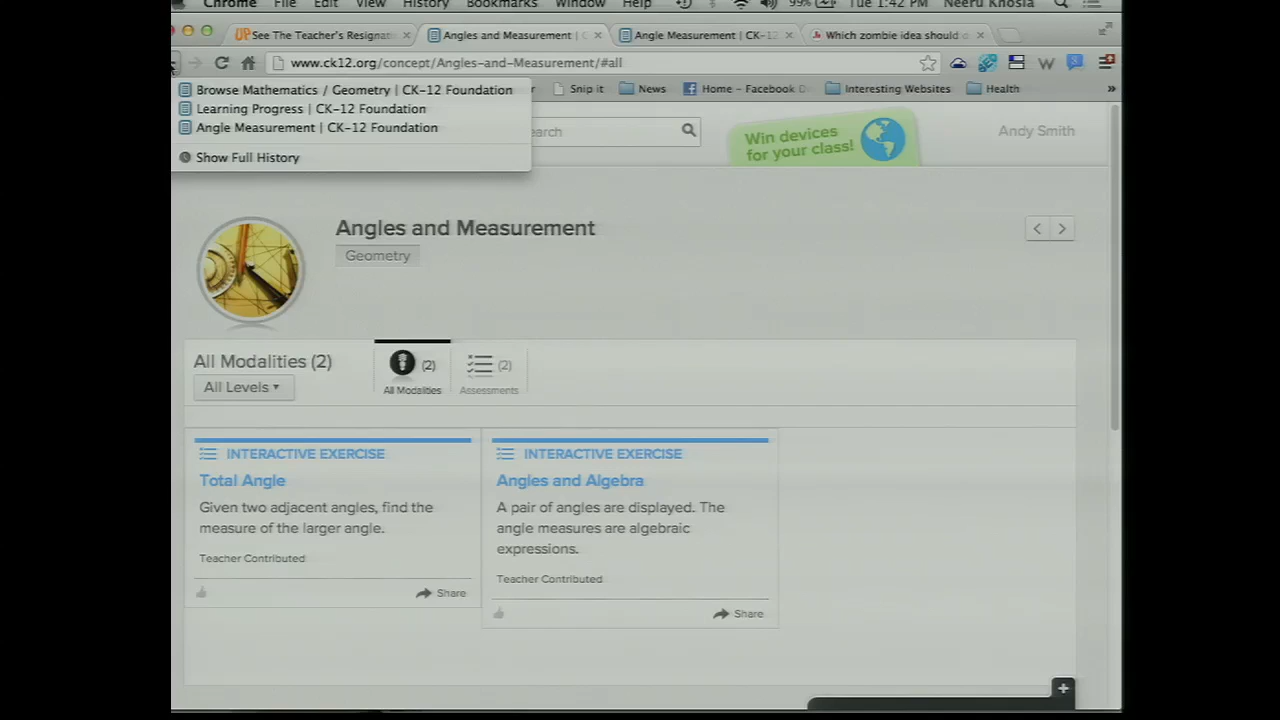 Chrome File Edit View History Bookmarks Window Help 99% Tue 1:42 PM Neeru Khosla
UP See The Teacher's Resignat
Angles and Measurement | C
Angle Measurement | CK-12
Which zombie idea should d
www.ck12.org/concept/Angles-and-Measurement/#all
Snip it
News
Home – Facebook
Interesting Websites
Health
»
Browse Mathematics / Geometry | CK-12 Foundation
Learning Progress | CK-12 Foundation
Angle Measurement | CK-12 Foundation
Show Full History
earch
Win devices
for your class!
Andy Smith
Angles and Measurement
Geometry
All Modalities (2)
All Levels
(2)
All Modalities
(2)
Assessments
INTERACTIVE EXERCISE
Total Angle
Given two adjacent angles, find the
measure of the larger angle.
Teacher Contributed
Share
INTERACTIVE EXERCISE
Angles and Algebra
A pair of angles are displayed. The
angle measures are algebraic
expressions.
Teacher Contributed
Share